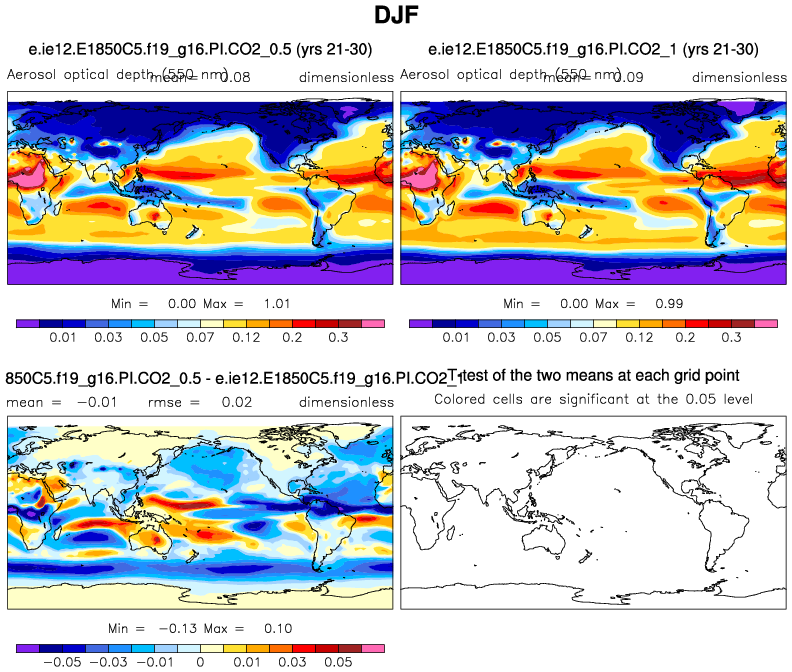 DJF
e.ie12.E1850C5.f19_g16.PI.CO2_0.5 (yrs 21-30)
e.ie12.E1850C5.f19_g16.PI.CO2_1 (yrs 21-30)
Aerosol optical depth (550 nm) mean= 0.08 dimensionless
Aerosol optical depth (550 nm) mean= 0.09 dimensionless
Min = 0.00 Max = 1.01
Min = 0.00 Max = 0.99
0.01 0.03 0.05 0.07 0.12 0.2 0.3
0.01 0.03 0.05 0.07 0.12 0.2 0.3
850C5.f19_g16.PI.CO2_0.5 - e.ie12.E1850C5.f19_g16.PI.CO2_1
T-test of the two means at each grid point
mean = −0.01 rmse = 0.02 dimensionless
Colored cells are significant at the 0.05 level
Min = −0.13 Max = 0.10
−0.05 −0.03 −0.01 0 0.01 0.03 0.05